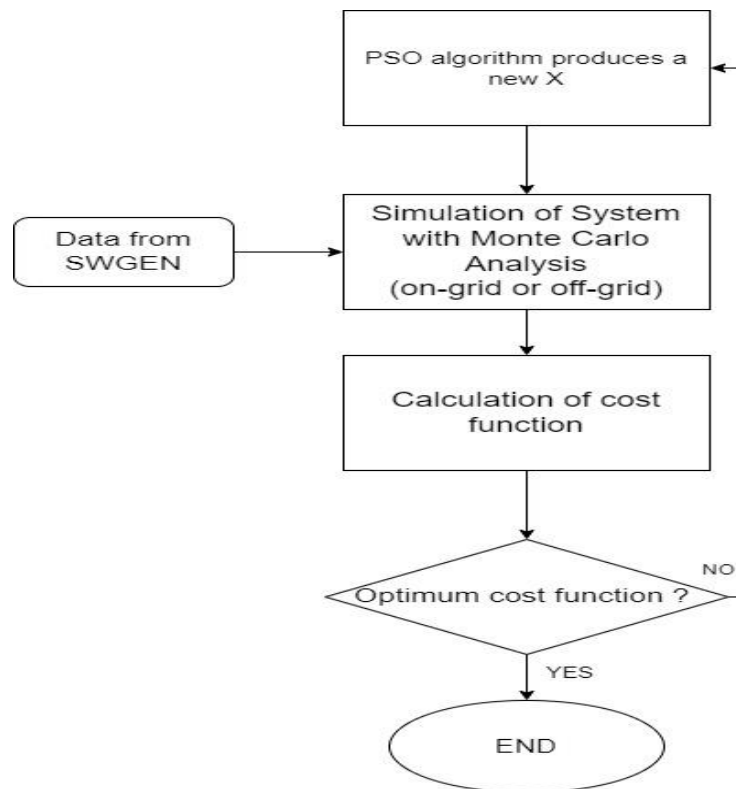 PSO algorithm produces a
new X
Data from
SWGEN
Simulation of System
with Monte Carlo
Analysis
(on-grid or off-grid)
Calculation of cost
function
Optimum cost function ?
NO
YES
END